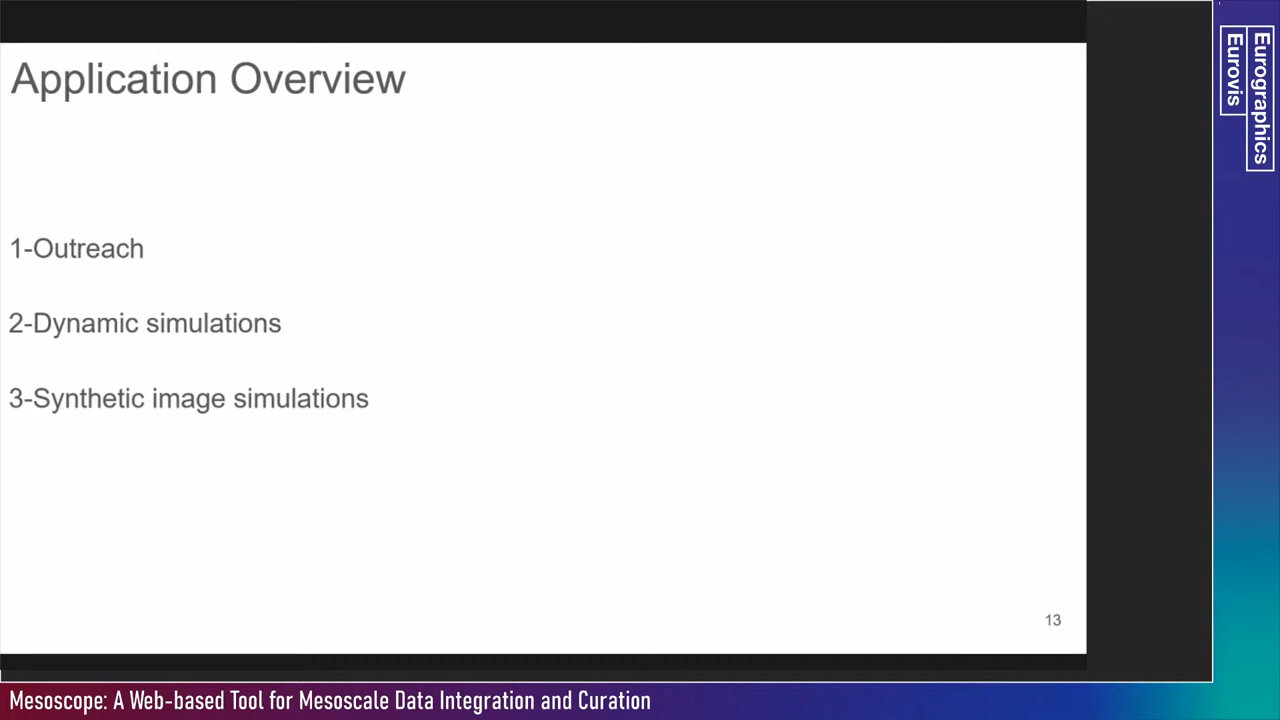 Application Overview
1-Outreach
2-Dynamic simulations
3-Synthetic image simulations
13
Mesoscope: A Web-based Tool for Mesoscale Data Integration and Curation
Eurographics
Eurovis